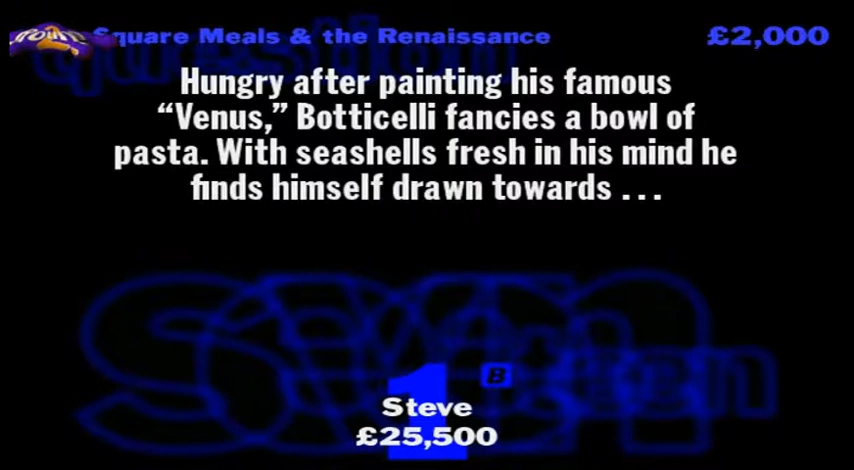 Square Meals & the Renaissance £2,000
Hungry after painting his famous
“Venus,” Botticelli fancies a bowl of
pasta. With seashells fresh in his mind he
finds himself drawn towards . . .
1 B
Steve
£25,500